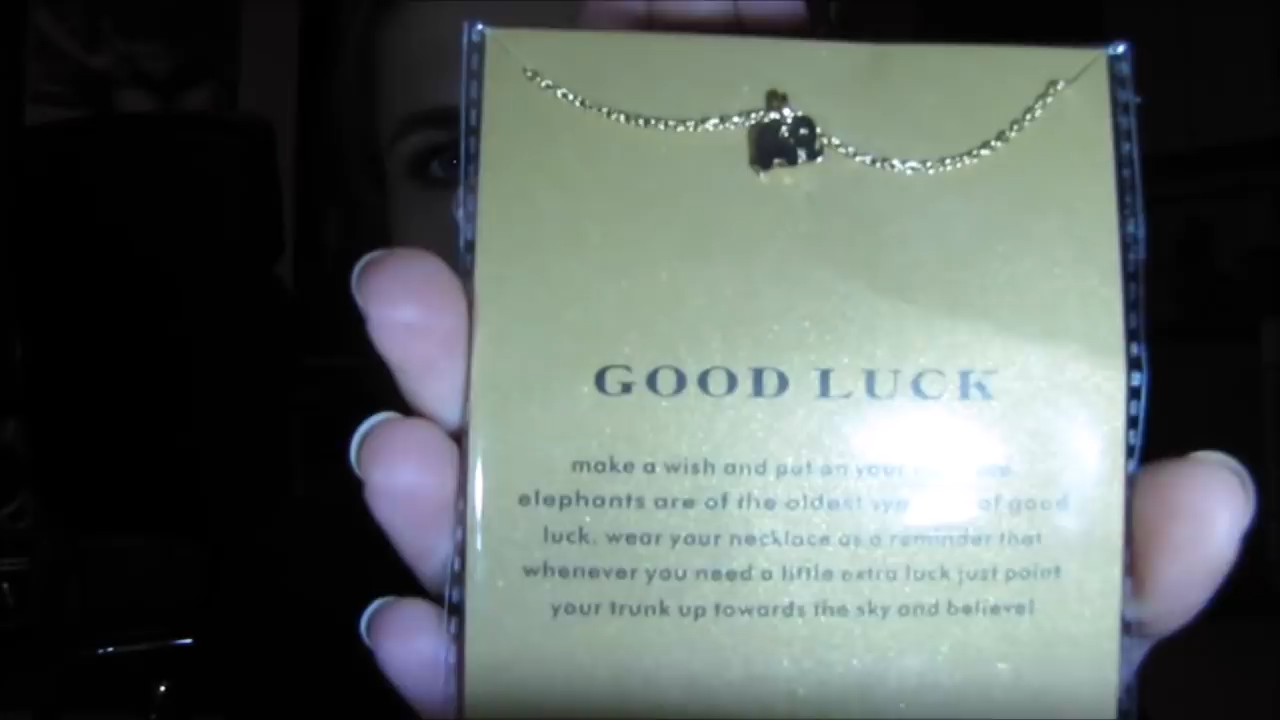 GOOD LUCK
make a wish and put on your
elephants are of the oldest of good
luck. wear your necklace as a reminder that
whenever you need a little extra luck just point
your trunk up towards the sky and believe!